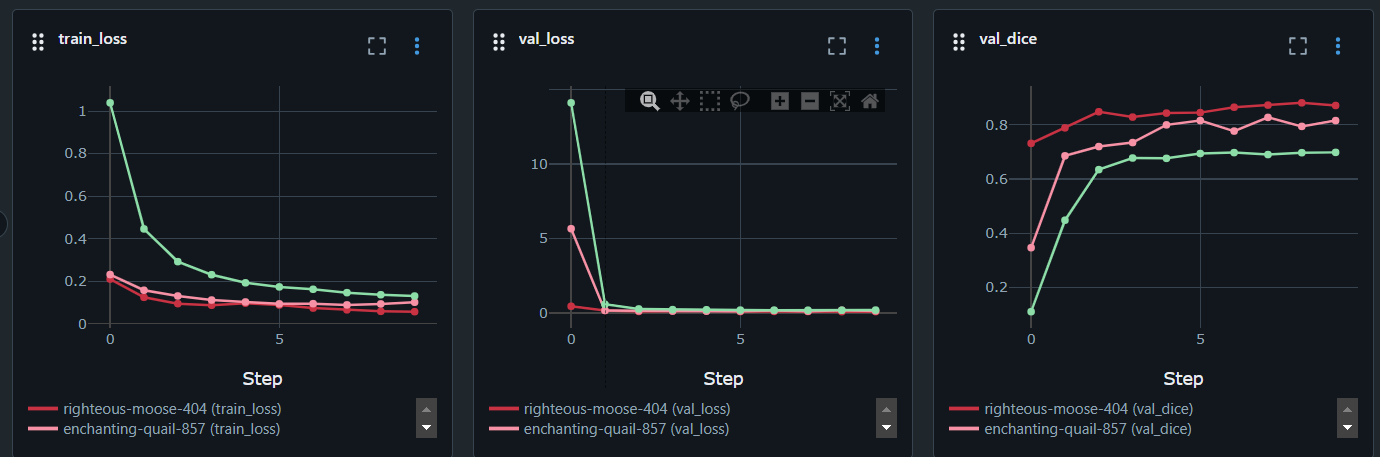 train_loss
1
0.8
0.6
0.4
0.2
0
0
5
Step
righteous-moose-404 (train_loss)
enchanting-quail-857 (train_loss)
val_loss
10
5
0
0
5
Step
righteous-moose-404 (val_loss)
enchanting-quail-857 (val_loss)
val_dice
0.8
0.6
0.4
0.2
0
5
Step
righteous-moose-404 (val_dice)
enchanting-quail-857 (val_dice)